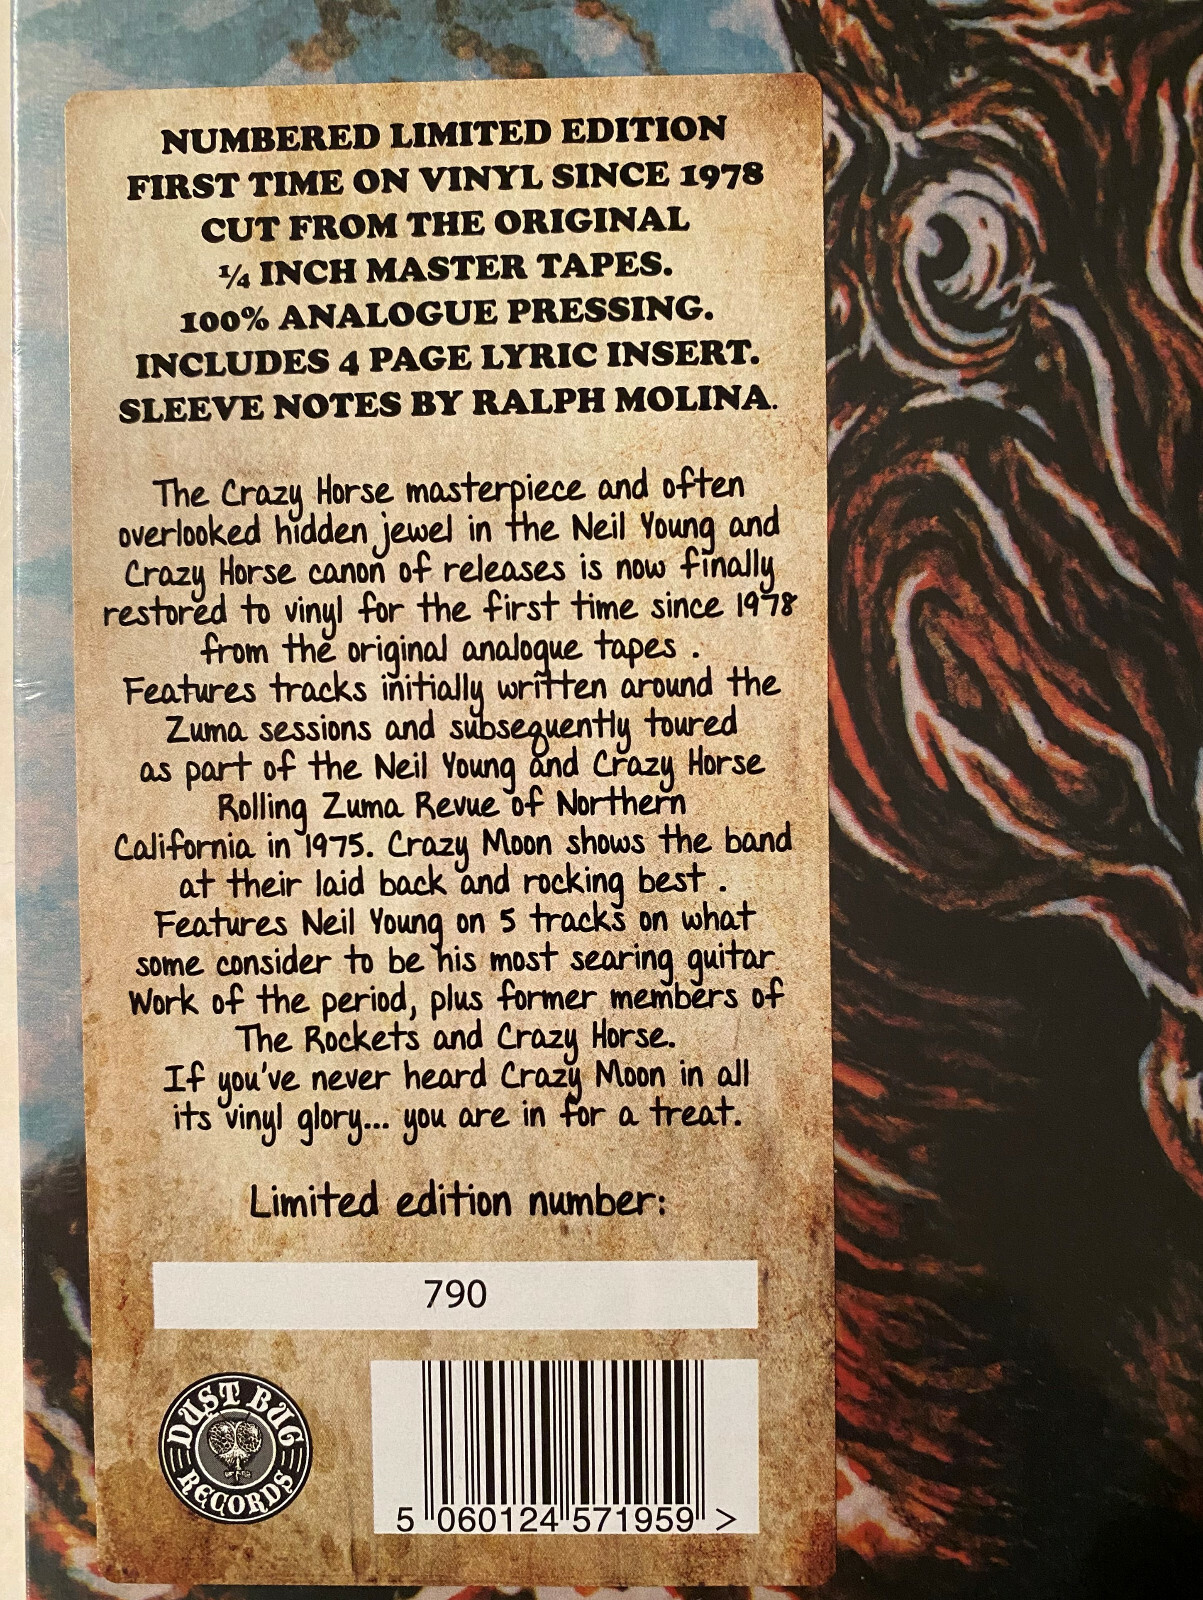 NUMBERED LIMITED EDITION
FIRST TIME ON VINYL SINCE 1978
CUT FROM THE ORIGINAL
¼ INCH MASTER TAPES.
100% ANALOGUE PRESSING.
INCLUDES 4 PAGE LYRIC INSERT.
SLEEVE NOTES BY RALPH MOLINA.
The Crazy Horse masterpiece and often
overlooked hidden jewel in the Neil Young and
Crazy Horse canon of releases is now finally
restored to vinyl for the first time since 1978
from the original analogue tapes .
Features tracks initially written around the
Zuma sessions and subsequently toured
as part of the Neil Young and Crazy Horse
Rolling Zuma Revue of Northern
California in 1975. Crazy Moon shows the band
at their laid back and rocking best .
Features Neil Young on 5 tracks on what
some consider to be his most searing guitar
Work of the period, plus former members of
The Rockets and Crazy Horse.
If you've never heard Crazy Moon in all
its vinyl glory... you are in for a treat.
Limited edition number:
790
DUST BUG
RECORDS
5 060124 571959 >